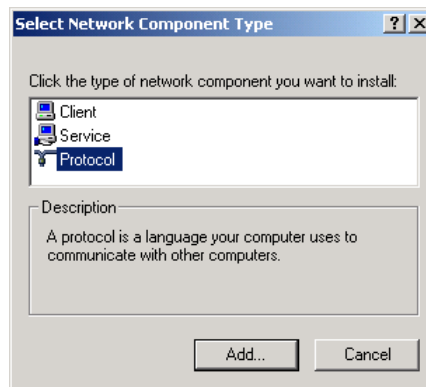 Select Network Component Type
Click the type of network component you want to install:
Client
Service
Protocol
Description
A protocol is a language your computer uses to
communicate with other computers.
Add...
Cancel